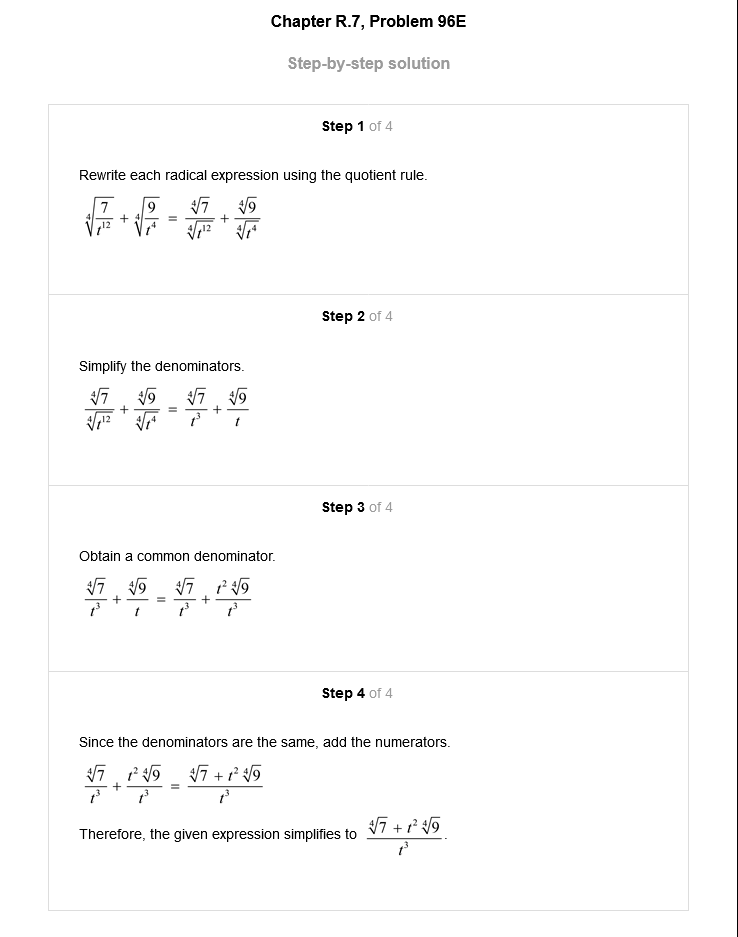 Chapter R.7, Problem 96E
Step-by-step solution
Step 1 of 4
Rewrite each radical expression using the quotient rule.
$\sqrt[4]{\frac{7}{t^{12}}} + \sqrt[4]{\frac{9}{t^4}} = \frac{\sqrt[4]{7}}{\sqrt[4]{t^{12}}} + \frac{\sqrt[4]{9}}{\sqrt[4]{t^4}}$
Step 2 of 4
Simplify the denominators.
$\frac{\sqrt[4]{7}}{\sqrt[4]{t^{12}}} + \frac{\sqrt[4]{9}}{\sqrt[4]{t^4}} = \frac{\sqrt[4]{7}}{t^3} + \frac{\sqrt[4]{9}}{t}$
Step 3 of 4
Obtain a common denominator.
$\frac{\sqrt[4]{7}}{t^3} + \frac{\sqrt[4]{9}}{t} = \frac{\sqrt[4]{7}}{t^3} + \frac{t^2 \sqrt[4]{9}}{t^3}$
Step 4 of 4
Since the denominators are the same, add the numerators.
$\frac{\sqrt[4]{7}}{t^3} + \frac{t^2 \sqrt[4]{9}}{t^3} = \frac{\sqrt[4]{7} + t^2 \sqrt[4]{9}}{t^3}$
Therefore, the given expression simplifies to $\frac{\sqrt[4]{7} + t^2 \sqrt[4]{9}}{t^3}$.